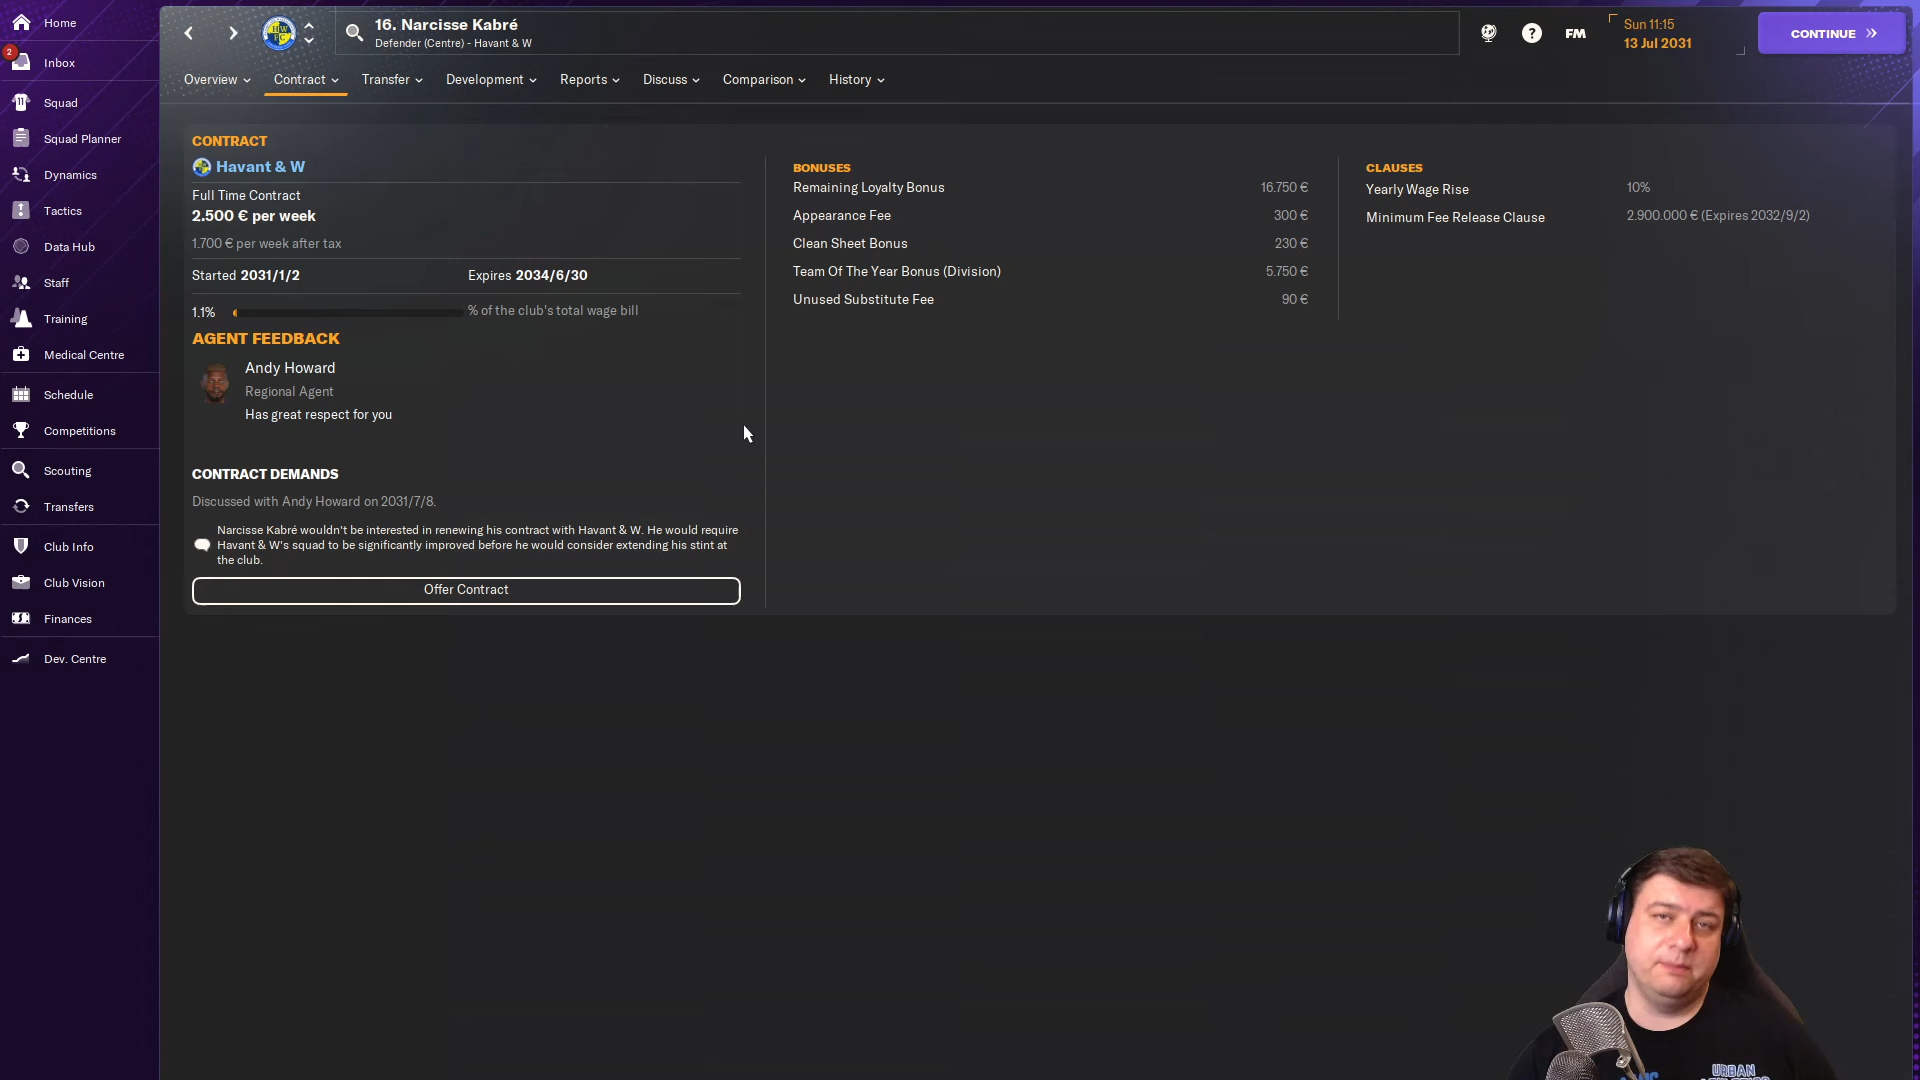 Home
2
Inbox
Squad
Squad Planner
Dynamics
Tactics
Data Hub
Staff
Training
Medical Centre
Schedule
Competitions
Scouting
Transfers
Club Info
Club Vision
Finances
Dev. Centre
16. Narcisse Kabré
Defender (Centre) - Havant & W
FM
Sun 11:15
13 Jul 2031
CONTINUE
Overview Contract Transfer Development Reports Discuss Comparison History
CONTRACT
Havant & W
Full Time Contract
2.500 € per week
1.700 € per week after tax
Started 2031/1/2 Expires 2034/6/30
1.1% % of the club's total wage bill
AGENT FEEDBACK
Andy Howard
Regional Agent
Has great respect for you
CONTRACT DEMANDS
Discussed with Andy Howard on 2031/7/8.
Narcisse Kabré wouldn't be interested in renewing his contract with Havant & W. He would require
Havant & W's squad to be significantly improved before he would consider extending his stint at
the club.
Offer Contract
BONUSES
Remaining Loyalty Bonus 16.750 €
Appearance Fee 300 €
Clean Sheet Bonus 230 €
Team Of The Year Bonus (Division) 5.750 €
Unused Substitute Fee 90 €
CLAUSES
Yearly Wage Rise 10%
Minimum Fee Release Clause 2.900.000 € (Expires 2032/9/2)
URBAN